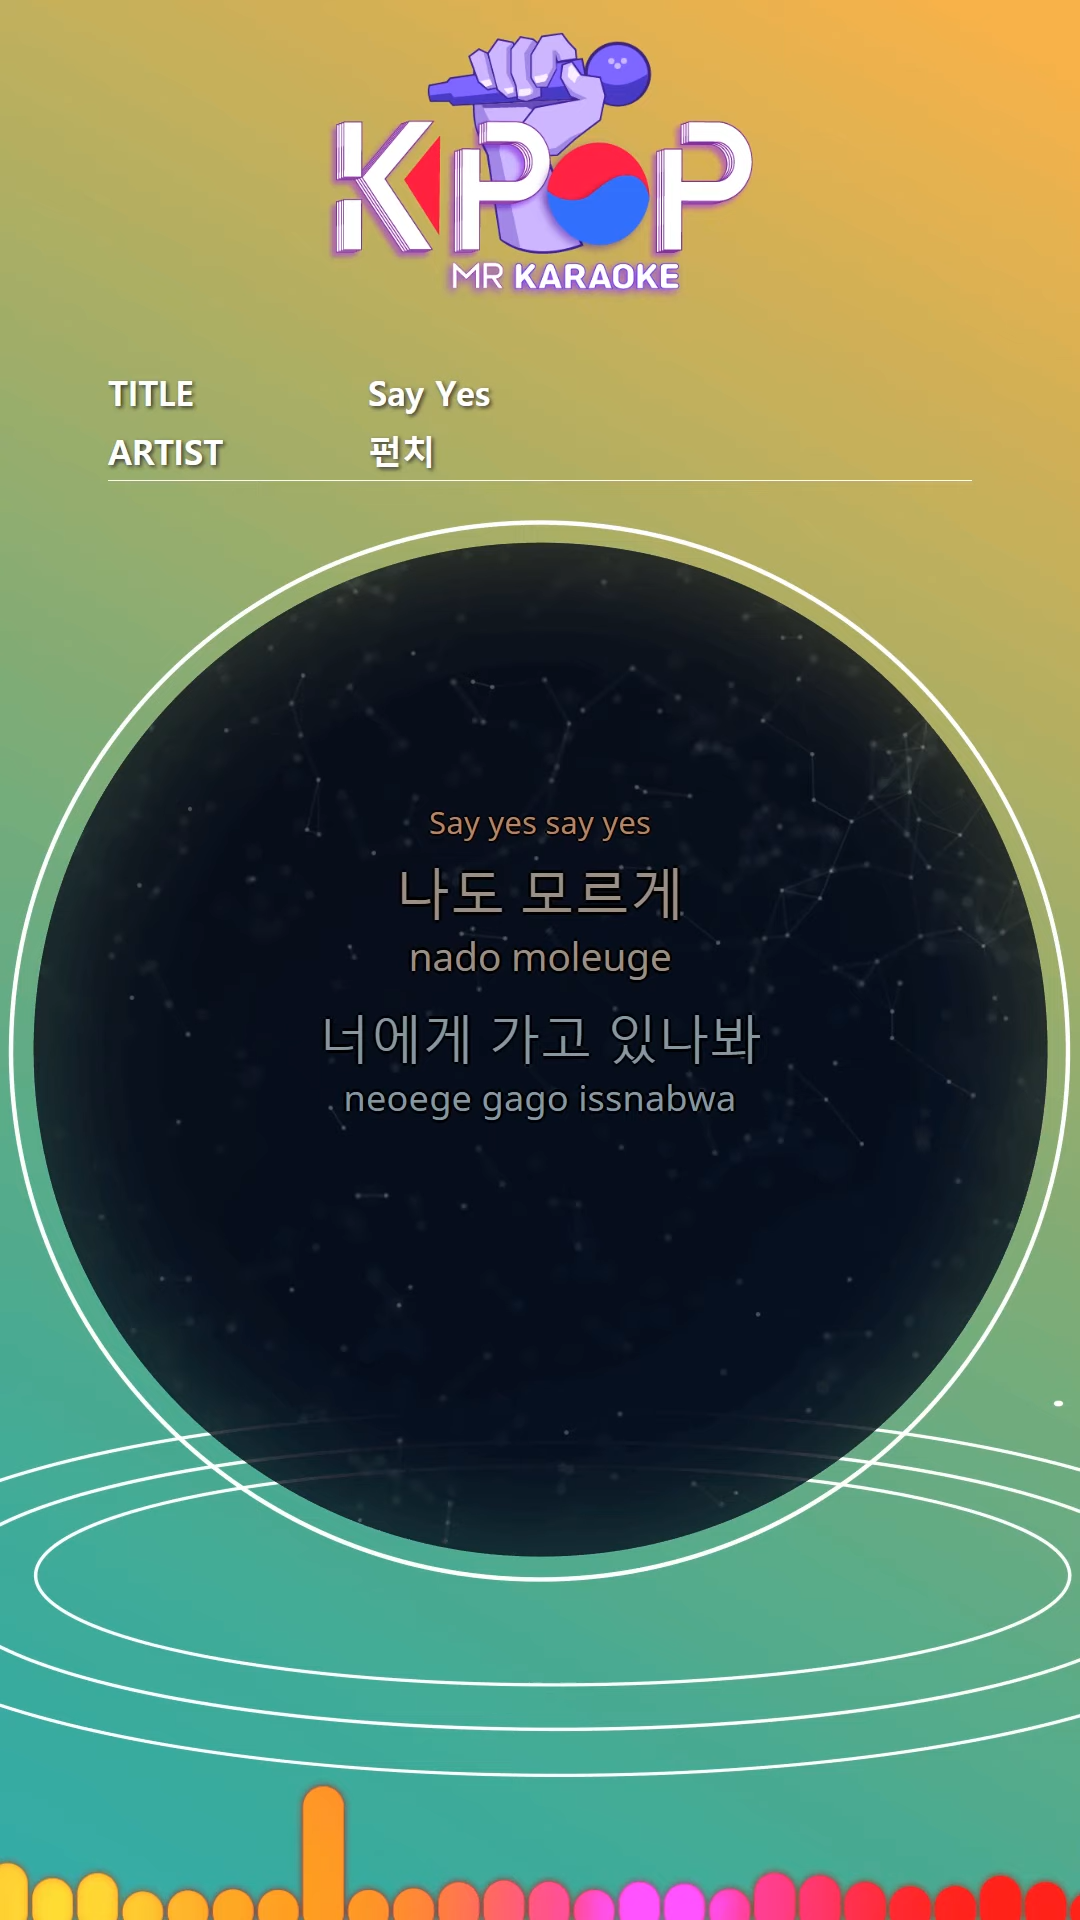 KPOP
MR KARAOKE
TITLE Say Yes
ARTIST 펀치
Say yes say yes
나도 모르게
nado moleuge
너에게 가고 있나봐
neoege gago issnabwa